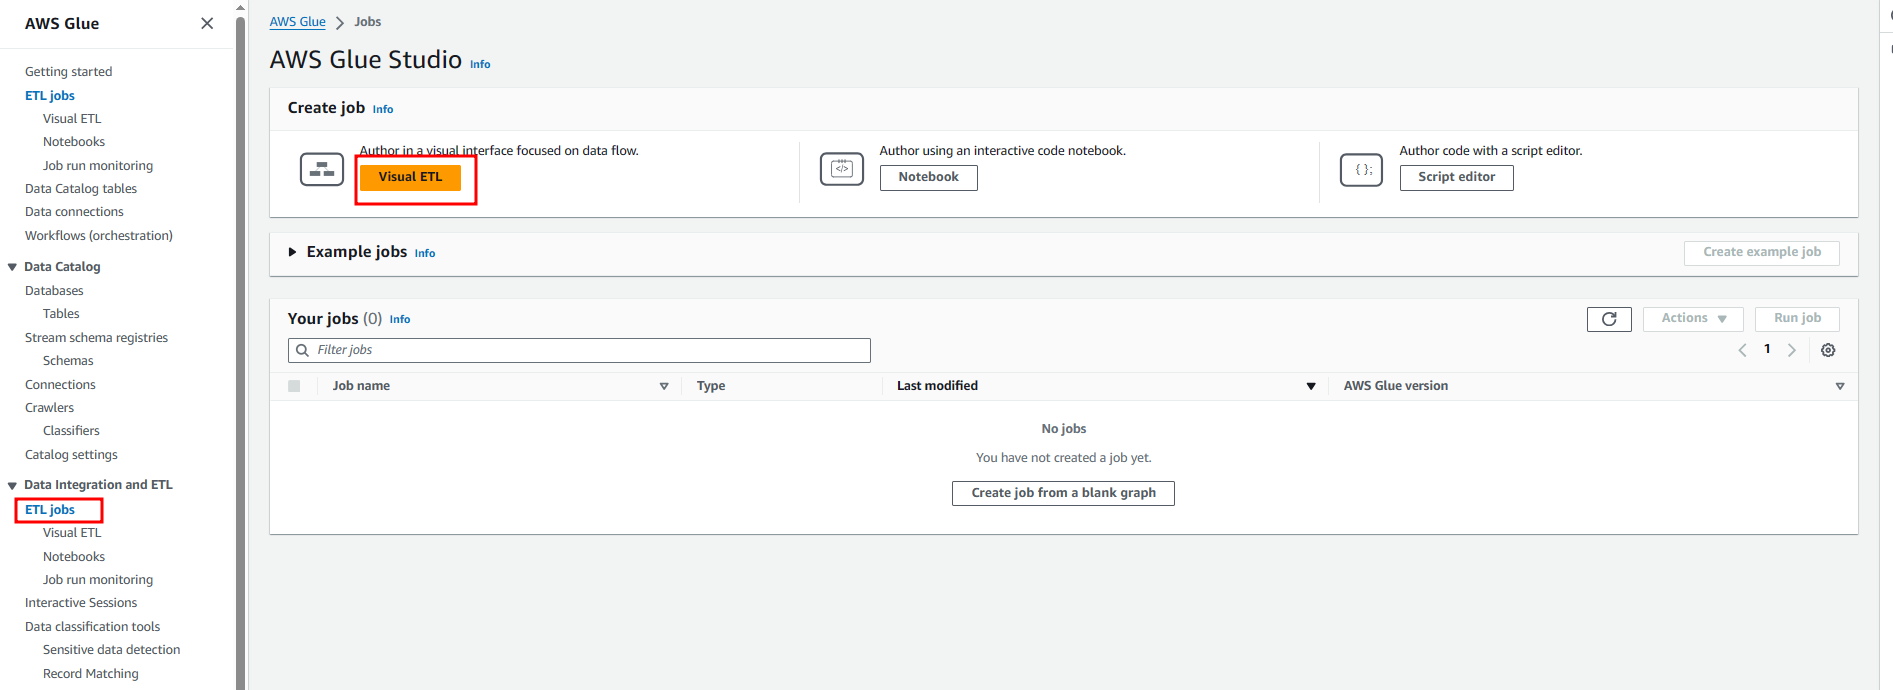 AWS Glue
Getting started
ETL jobs
Visual ETL
Notebooks
Job run monitoring
Data Catalog tables
Data connections
Workflows (orchestration)
Data Catalog
Databases
Tables
Stream schema registries
Schemas
Connections
Crawlers
Classifiers
Catalog settings
Data Integration and ETL
ETL jobs
Visual ETL
Notebooks
Job run monitoring
Interactive Sessions
Data classification tools
Sensitive data detection
Record Matching
AWS Glue > Jobs
AWS Glue Studio Info
Create job Info
Author in a visual interface focused on data flow.
Visual ETL
Author using an interactive code notebook.
Notebook
Author code with a script editor.
Script editor
Example jobs Info
Create example job
Your jobs (0) Info
Actions
Run job
Filter jobs
1
Job name Type Last modified AWS Glue version
No jobs
You have not created a job yet.
Create job from a blank graph